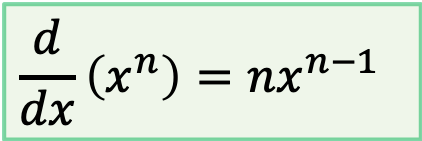 d/dx (xⁿ) = nxⁿ⁻¹